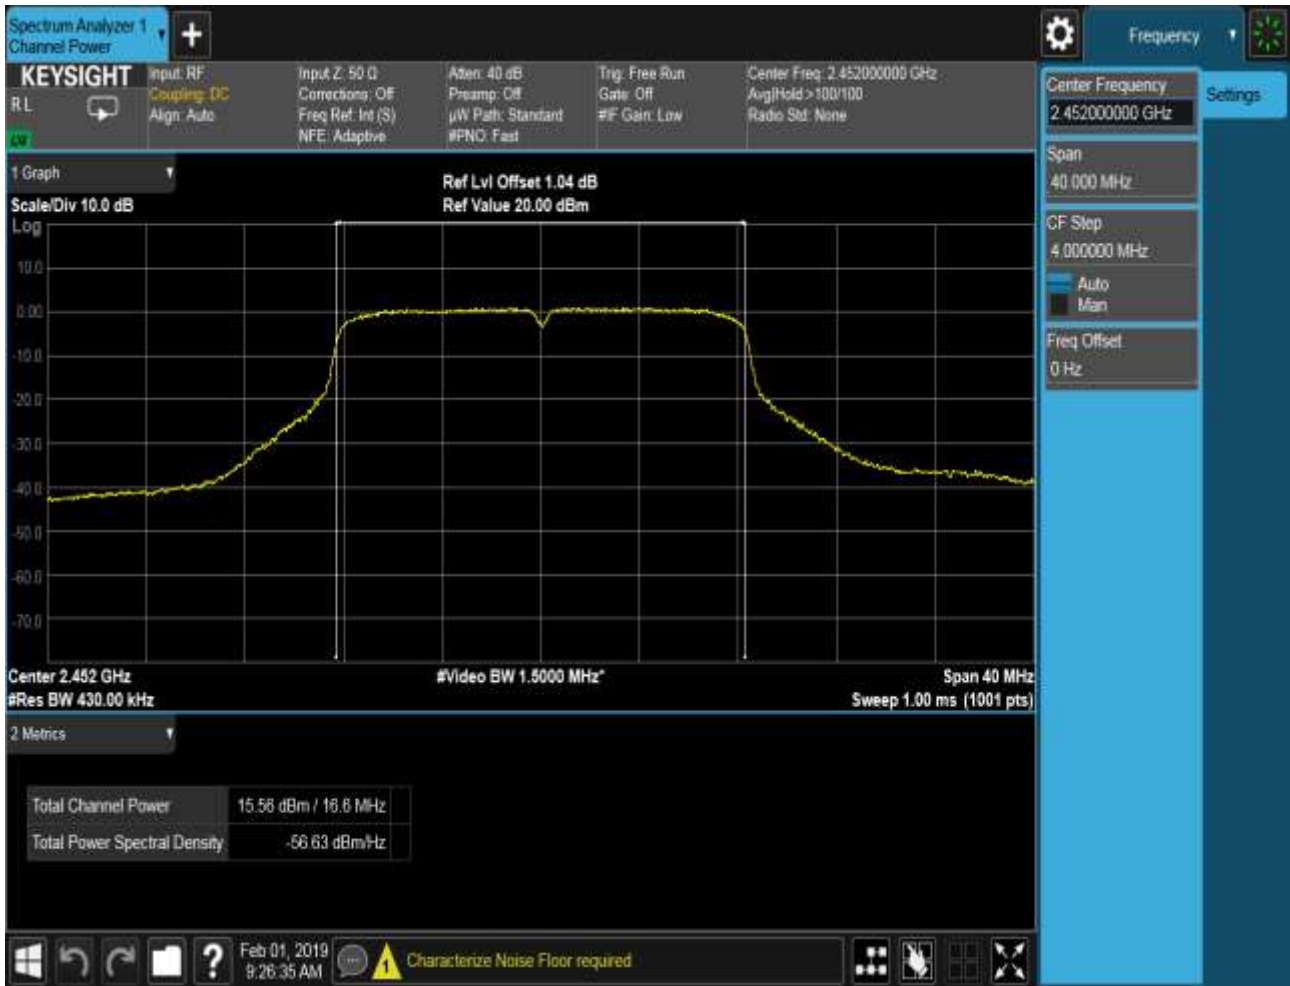 Spectrum Analyzer 1
Channel Power
Frequency
KEYSIGHT
R L
Input: RF
Coupling: DC
Align: Auto
Input Z: 50 Ω
Corrections: Off
Freq Ref: Int (S)
NFE: Adaptive
Atten: 40 dB
Preamp: Off
µW Path: Standard
#PNO: Fast
Trig: Free Run
Gate: Off
#IF Gain: Low
Center Freq: 2.452000000 GHz
Avg|Hold:>100/100
Radio Std: None
Center Frequency
2.452000000 GHz
Settings
Span
40.000 MHz
CF Step
4.000000 MHz
Auto
Man
Freq Offset
0 Hz
1 Graph
Scale/Div 10.0 dB
Ref Lvl Offset 1.04 dB
Ref Value 20.00 dBm
Log
10.0
0.00
-10.0
-20.0
-30.0
-40.0
-50.0
-60.0
-70.0
Center 2.452 GHz
#Video BW 1.5000 MHz*
Span 40 MHz
#Res BW 430.00 kHz
Sweep 1.00 ms (1001 pts)
2 Metrics
Total Channel Power
15.56 dBm / 16.6 MHz
Total Power Spectral Density
-56.63 dBm/Hz
?
Feb 01, 2019
9:26:35 AM
1
Characterize Noise Floor required